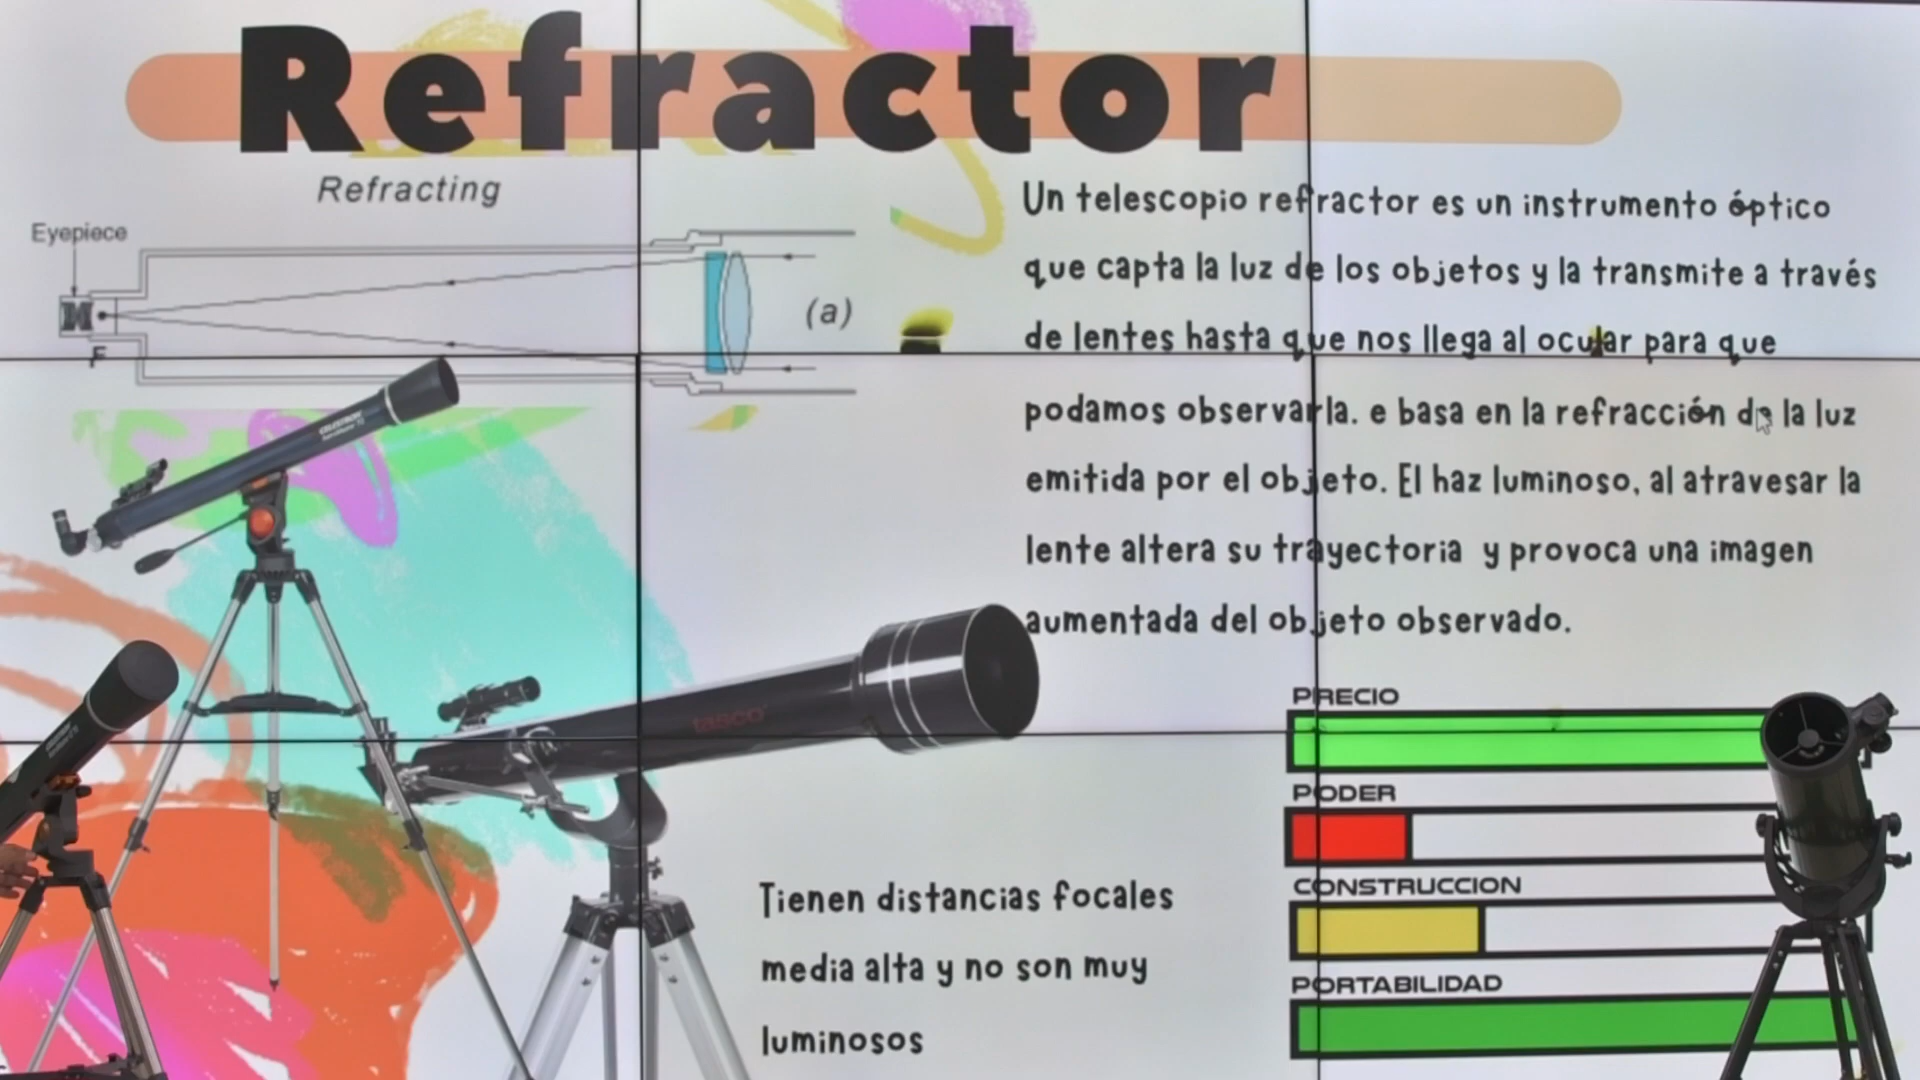 Refractor
Refracting
Eyepiece
(a)
F
Un telescopio refractor es un instrumento óptico
que capta la luz de los objetos y la transmite a través
de lentes hasta que nos llega al ocular para que
podamos observarla. e basa en la refracción de la luz
emitida por el objeto. El haz luminoso, al atravesar la
lente altera su trayectoria y provoca una imagen
aumentada del objeto observado.
CELESTRON
tasco
PRECIO
PODER
CONSTRUCCION
PORTABILIDAD
Tienen distancias focales
media alta y no son muy
luminosos